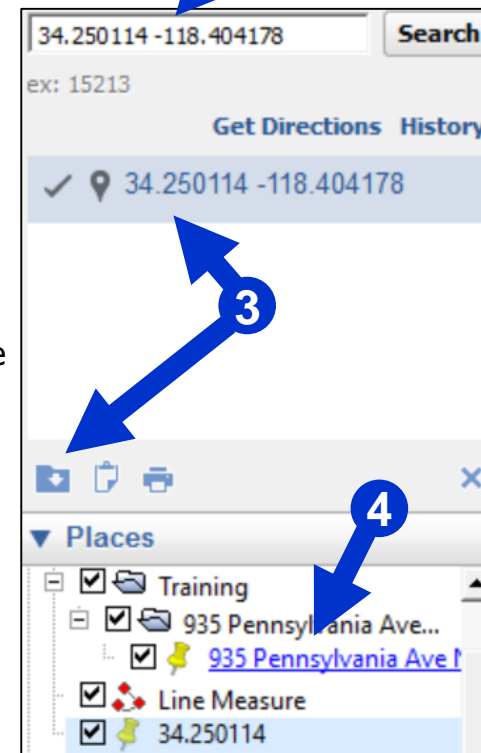 34.250114 -118.404178 Search
ex: 15213
Get Directions History
34.250114 -118.404178
3
e
4
Places
Training
935 Pennsylvania Ave...
935 Pennsylvania Ave N
Line Measure
34.250114